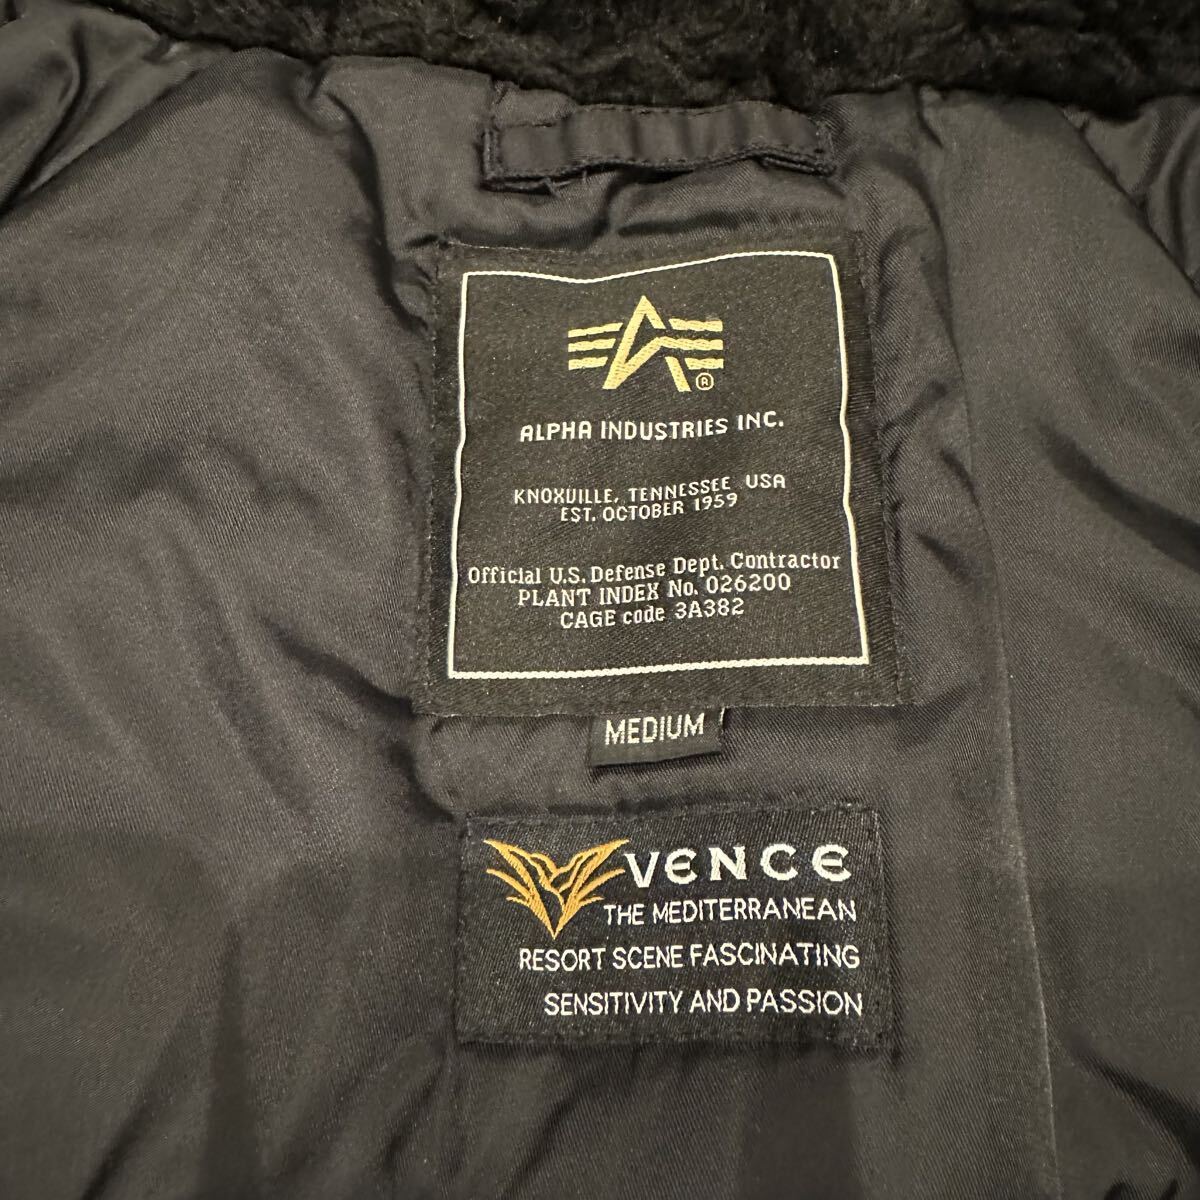 ®
ALPHA INDUSTRIES INC.
KNOXVILLE, TENNESSEE USA
EST. OCTOBER 1959
Official U.S. Defense Dept. Contractor
PLANT INDEX No. 026200
CAGE code 3A382
MEDIUM
VENCE
THE MEDITERRANEAN
RESORT SCENE FASCINATING
SENSITIVITY AND PASSION